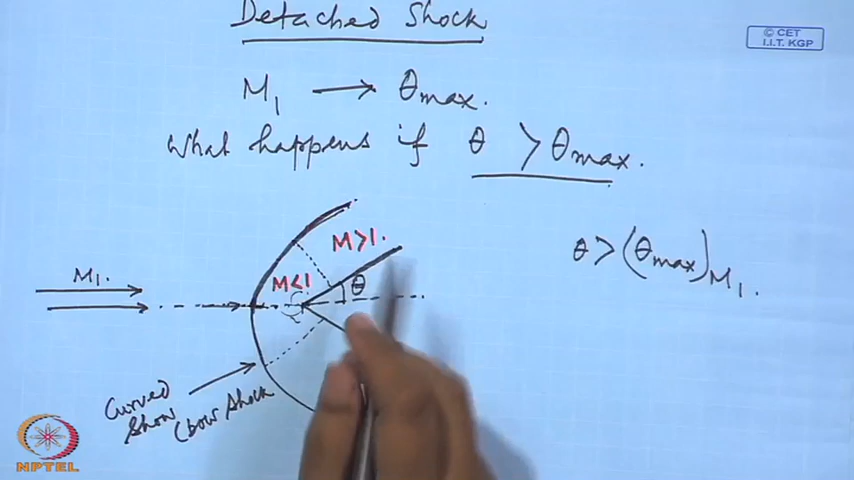 Detached Shock
© CET
I.I.T. KGP
M1 → θmax.
What happens if θ > θmax.
θ > (θmax)M1.
M>1.
M1.
M<1
θ
Curved
Show
(bow Shock
NPTEL